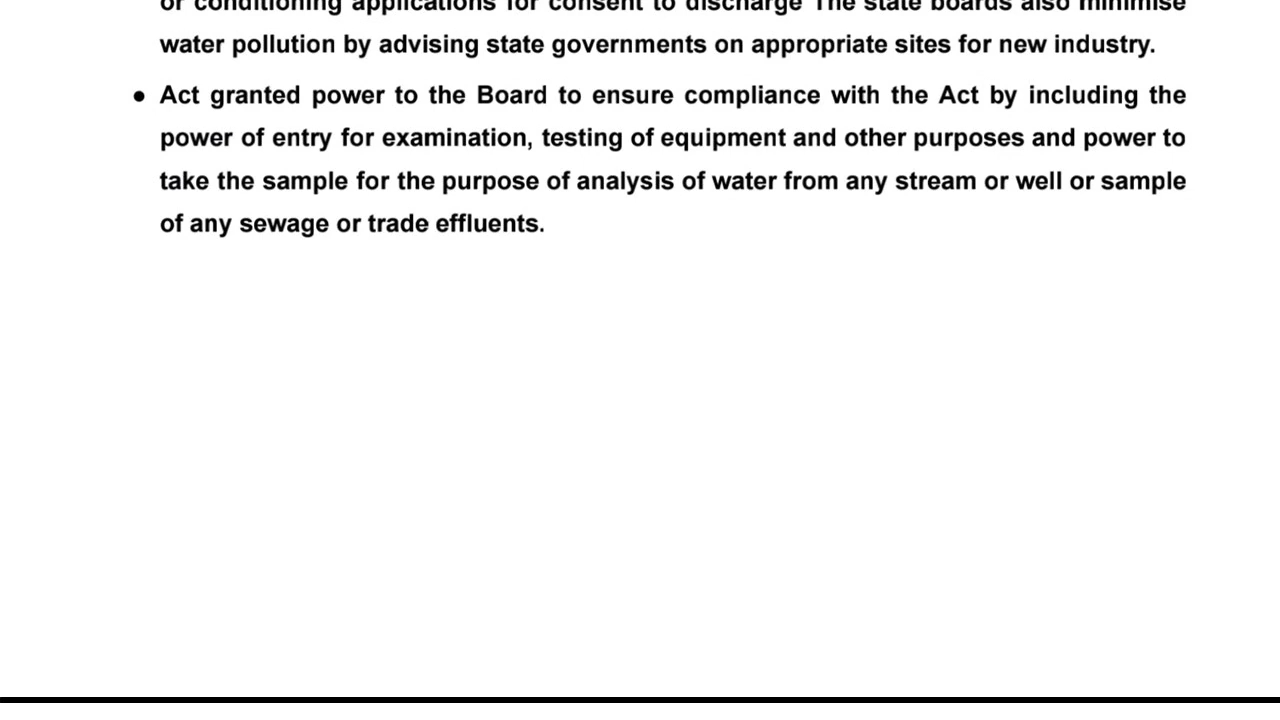 or conditioning applications for consent to discharge The state boards also minimise
water pollution by advising state governments on appropriate sites for new industry.
● Act granted power to the Board to ensure compliance with the Act by including the
power of entry for examination, testing of equipment and other purposes and power to
take the sample for the purpose of analysis of water from any stream or well or sample
of any sewage or trade effluents.